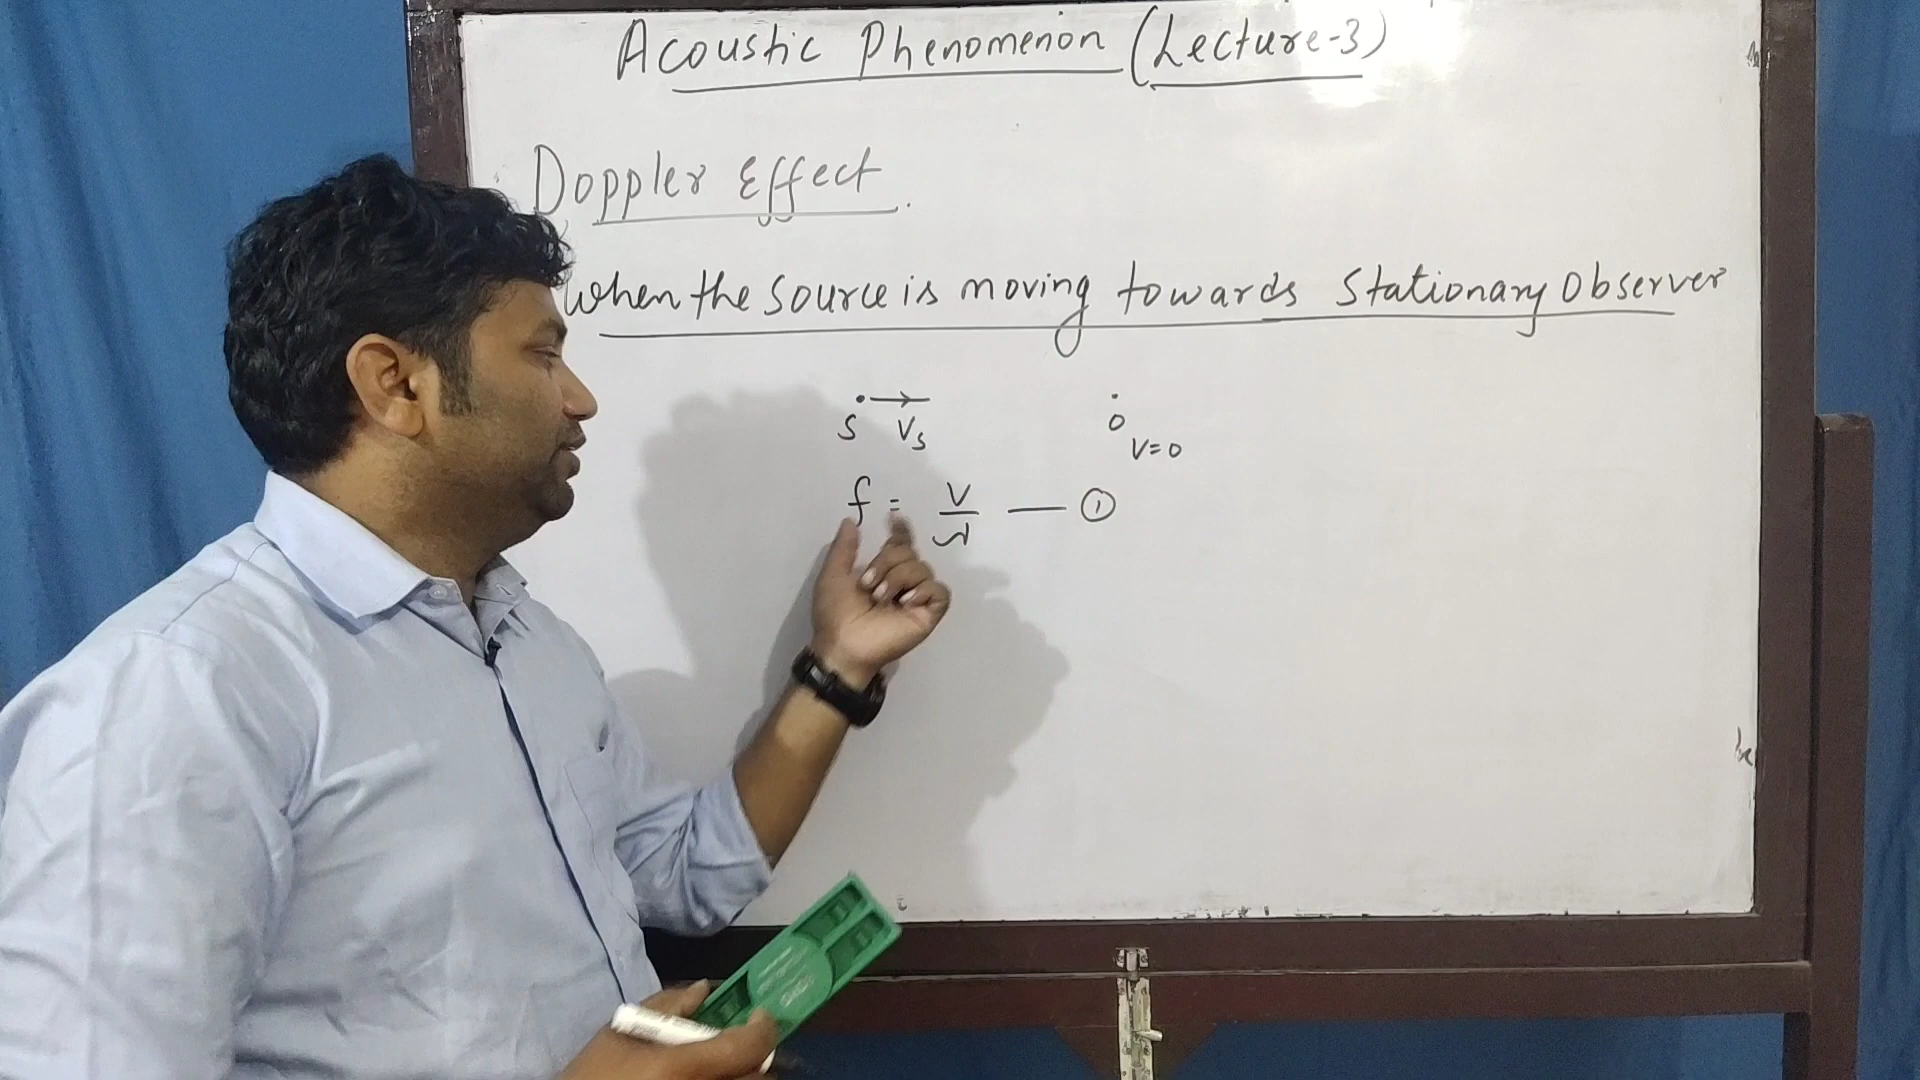 Acoustic Phenomenon (Lecture-3)
Doppler Effect.
When the source is moving towards Stationary Observer
S Vs O
V=0
f = V/λ — ①